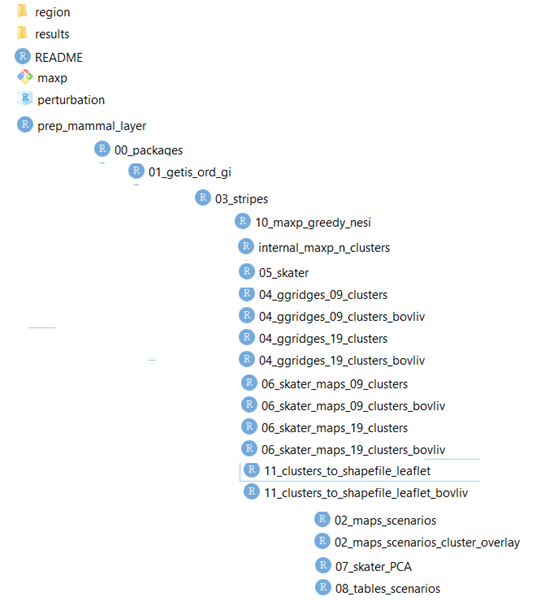 region
results
README
maxp
perturbation
prep_mammal_layer
00_packages
01_getis_ord_gi
03_stripes
10_maxp_greedy_nesi
internal_maxp_n_clusters
05_skater
04_ggridges_09_clusters
04_ggridges_09_clusters_bovliv
04_ggridges_19_clusters
04_ggridges_19_clusters_bovliv
06_skater_maps_09_clusters
06_skater_maps_09_clusters_bovliv
06_skater_maps_19_clusters
06_skater_maps_19_clusters_bovliv
11_clusters_to_shapefile_leaflet
11_clusters_to_shapefile_leaflet_bovliv
02_maps_scenarios
02_maps_scenarios_cluster_overlay
07_skater_PCA
08_tables_scenarios